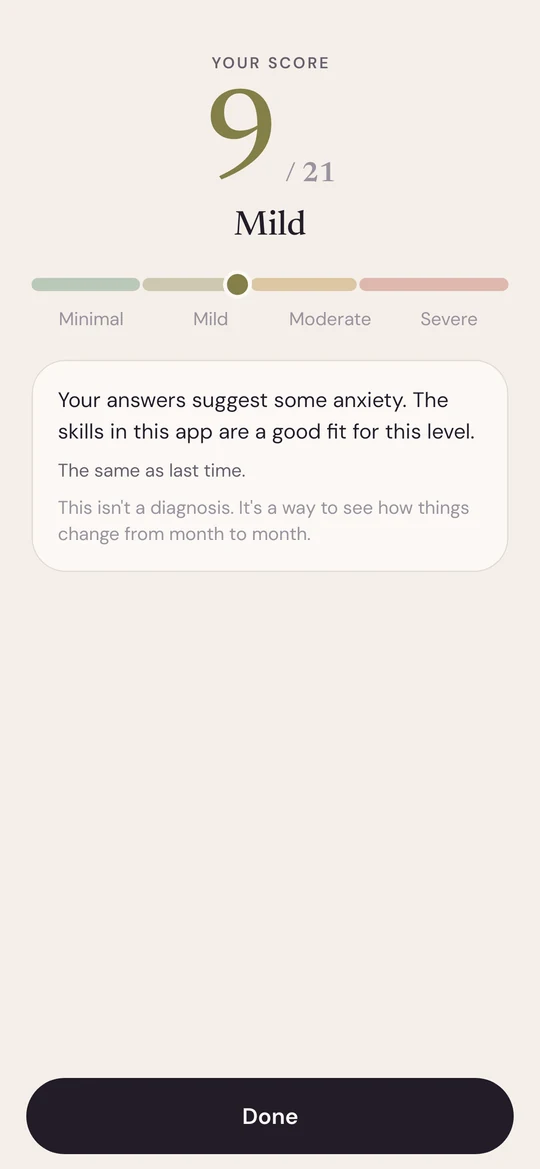 YOUR SCORE
9 / 21
Mild
Minimal Mild Moderate Severe
Your answers suggest some anxiety. The
skills in this app are a good fit for this level.
The same as last time.
This isn't a diagnosis. It's a way to see how things
change from month to month.
Done